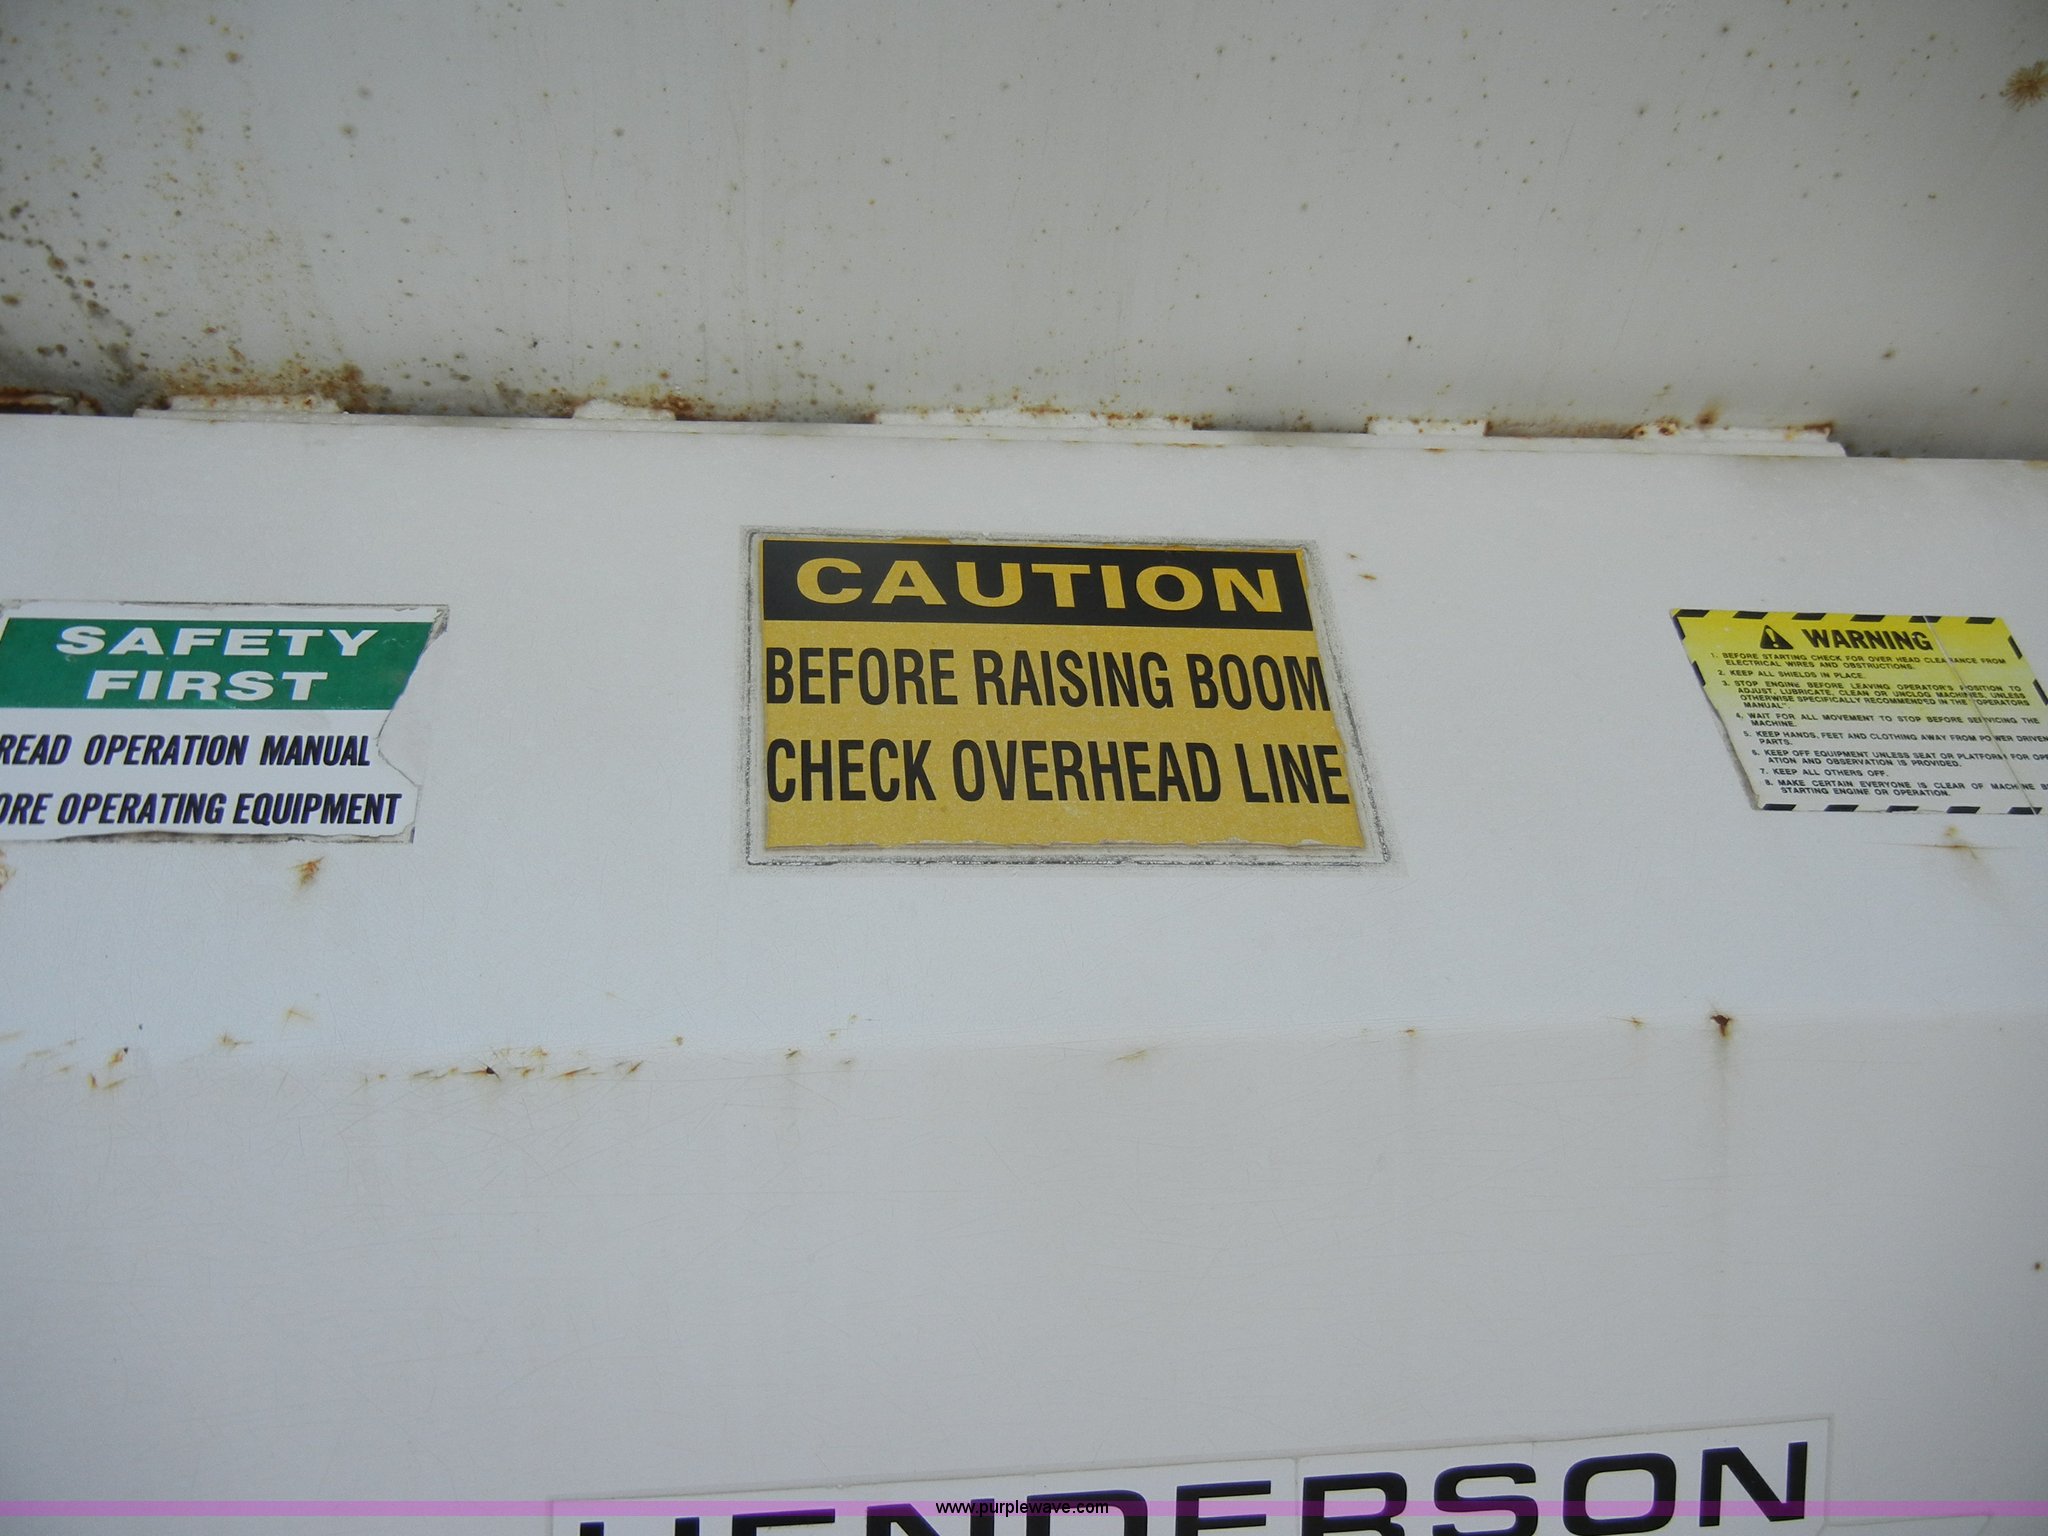 SAFETY
FIRST
READ OPERATION MANUAL
ORE OPERATING EQUIPMENT
CAUTION
BEFORE RAISING BOOM
CHECK OVERHEAD LINE
WARNING
1. BEFORE STARTING CHECK FOR OVER HEAD CLEARANCE FROM
ELECTRICAL WIRES AND OBSTRUCTIONS.
2. KEEP ALL SHIELDS IN PLACE.
3. STOP ENGINE BEFORE LEAVING OPERATOR'S POSITION TO
ADJUST, LUBRICATE, CLEAN OR UNCLOG MACHINES, UNLESS
OTHERWISE SPECIFICALLY RECOMMENDED IN THE "OPERATORS
MANUAL".
4. WAIT FOR ALL MOVEMENT TO STOP BEFORE SERVICING THE
MACHINE.
5. KEEP HANDS, FEET AND CLOTHING AWAY FROM POWER DRIVEN
PARTS.
6. KEEP OFF EQUIPMENT UNLESS SEAT OR PLATFORM FOR OPE
ATION AND OBSERVATION IS PROVIDED.
7. KEEP ALL OTHERS OFF.
8. MAKE CERTAIN EVERYONE IS CLEAR OF MACHINE B
STARTING ENGINE OR OPERATION.
HENDERSON
www.purplewave.com